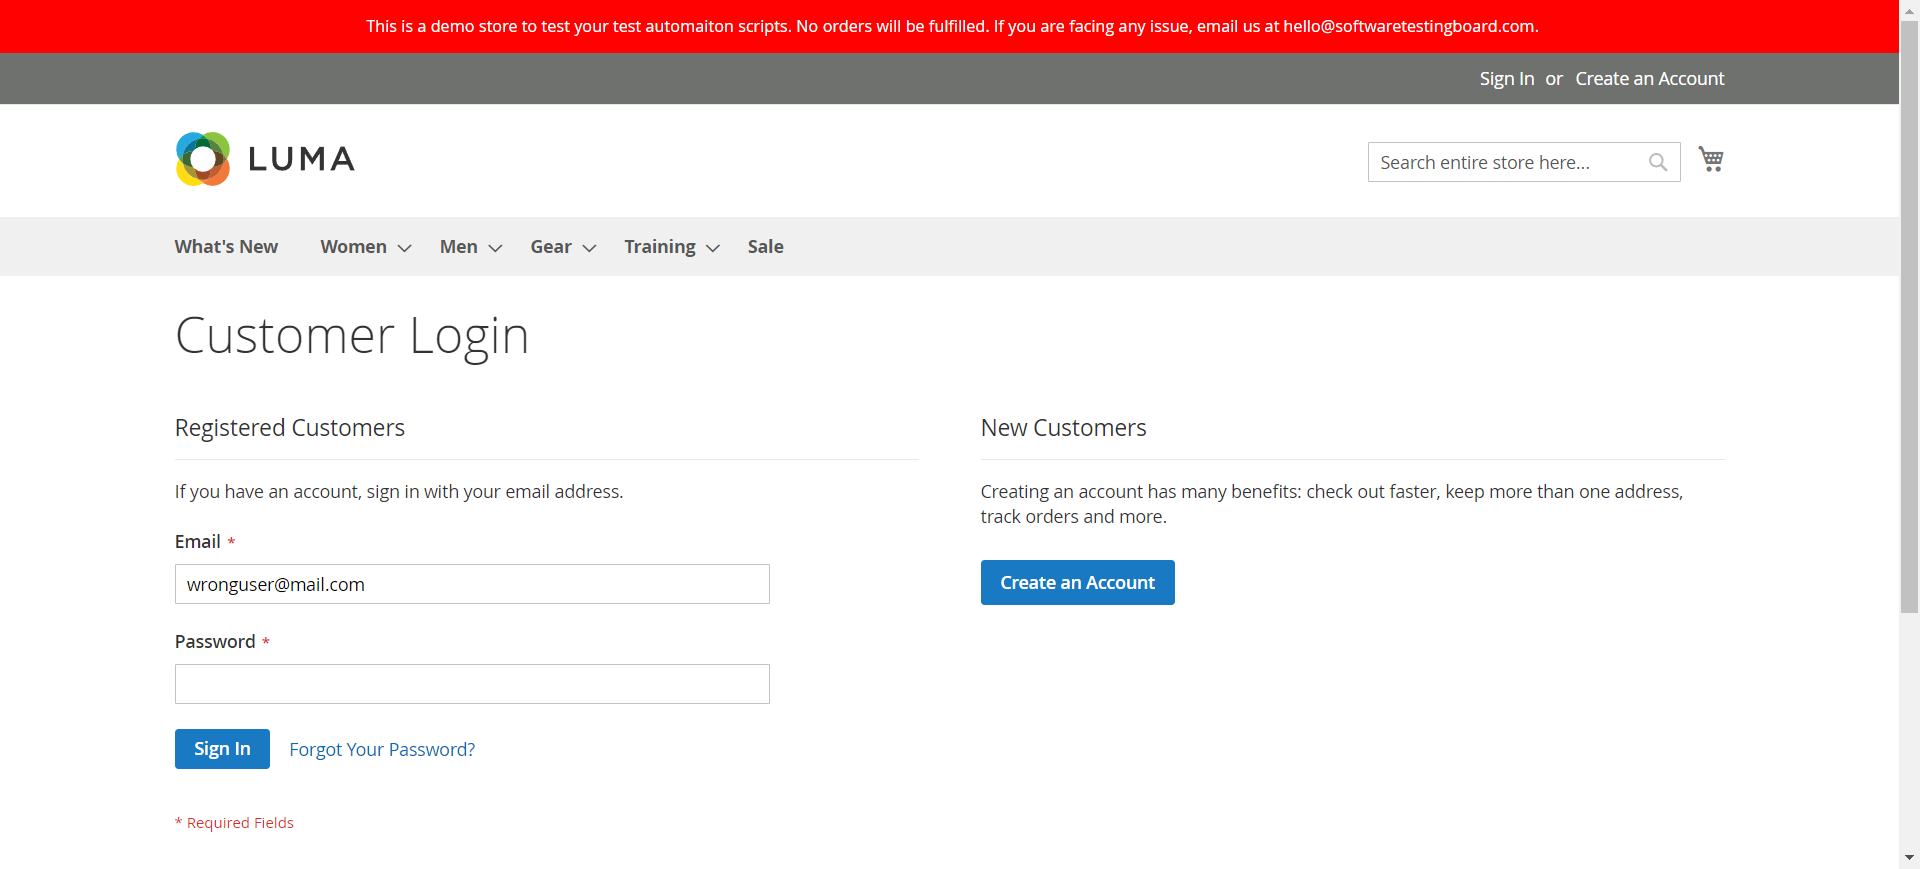 This is a demo store to test your test automaiton scripts. No orders will be fulfilled. If you are facing any issue, email us at hello@softwaretestingboard.com.
Sign In or Create an Account
LUMA
Search entire store here...
What's New Women Men Gear Training Sale
Customer Login
Registered Customers
If you have an account, sign in with your email address.
Email *
wronguser@mail.com
Password *
Sign In Forgot Your Password?
* Required Fields
New Customers
Creating an account has many benefits: check out faster, keep more than one address,
track orders and more.
Create an Account